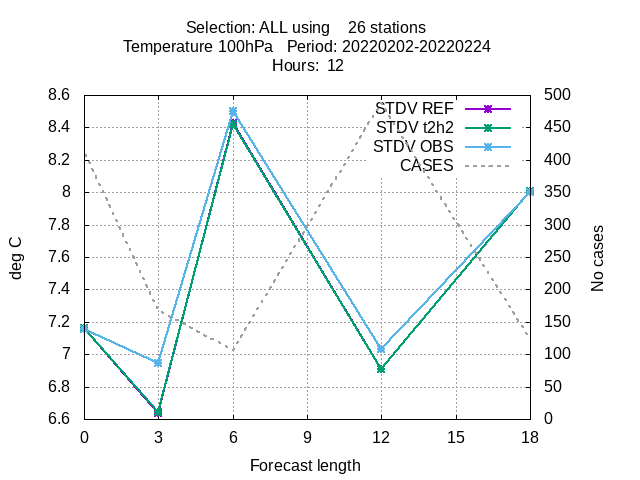 Selection: ALL using 26 stations
Temperature 100hPa Period: 20220202-20220224
Hours: 12
8.6
8.4
8.2
8
7.8
7.6
7.4
7.2
7
6.8
6.6
deg C
STDV REF
STDV t2h2
STDV OBS
CASES
500
450
400
350
300
250
200
150
100
50
0
No cases
0 3 6 9 12 15 18
Forecast length